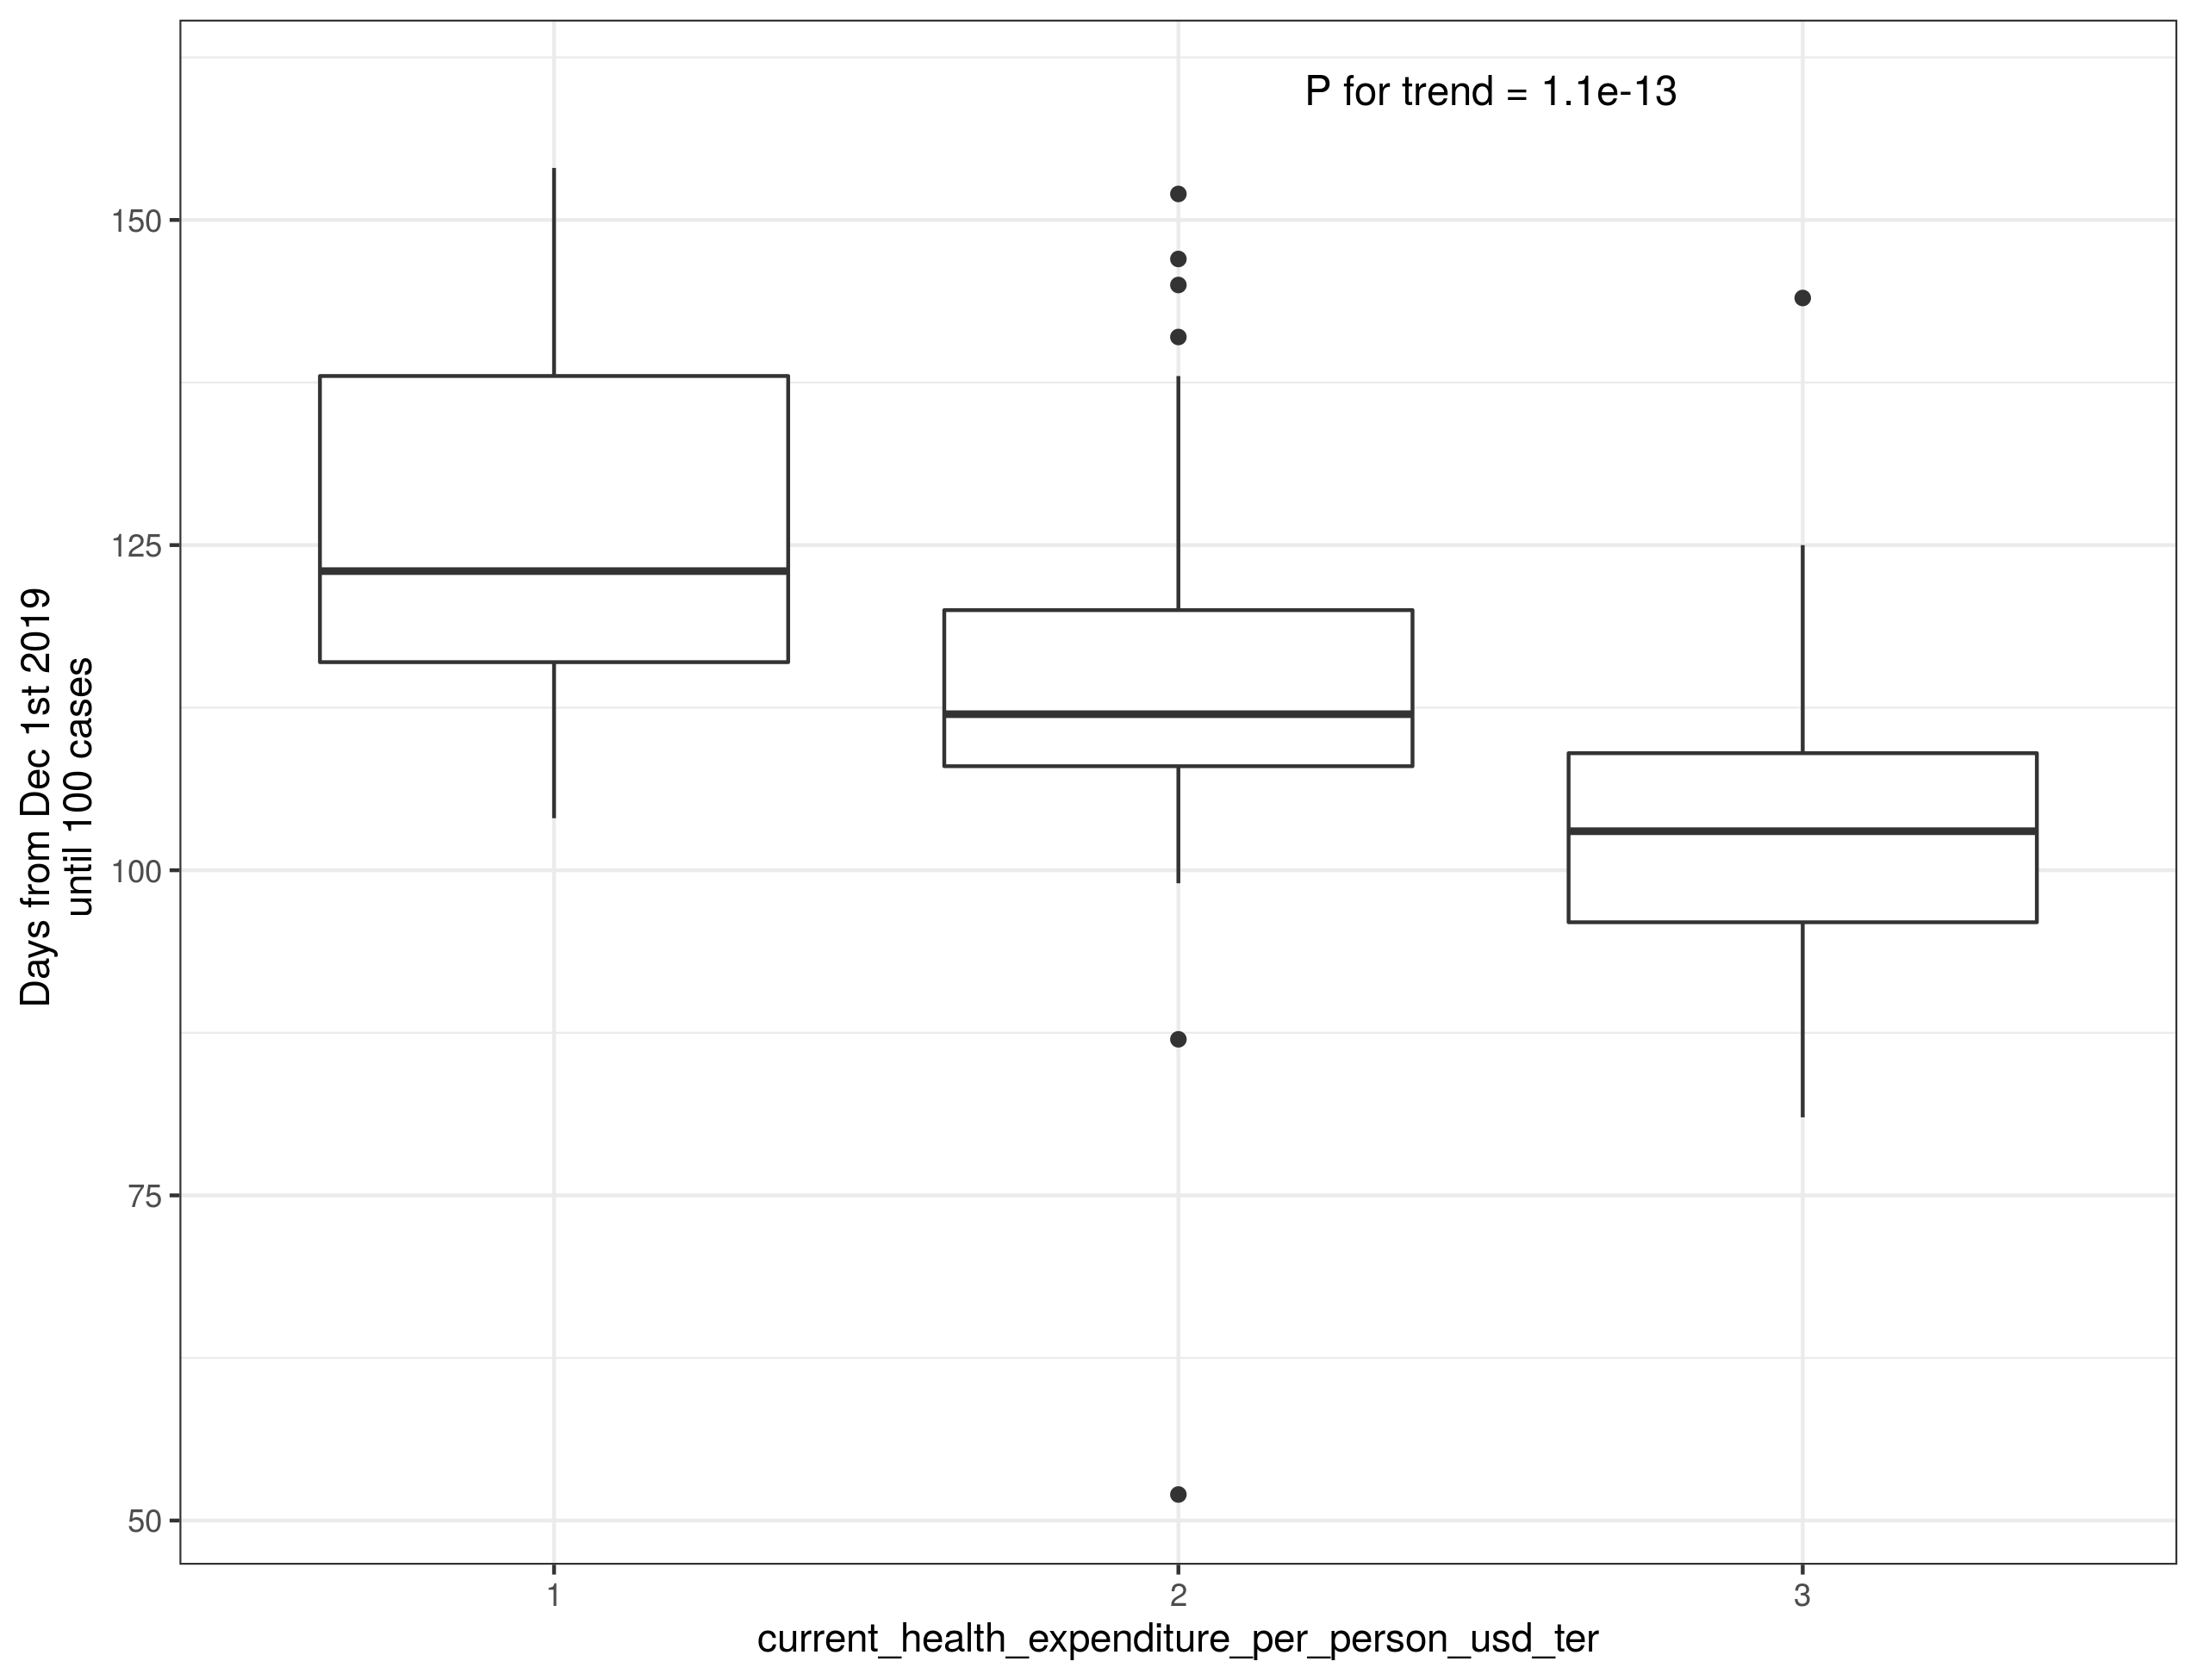 P for trend = 1.1e-13
150
125
100
75
50
Days from Dec 1st 2019
until 100 cases
1
2
3
current_health_expenditure_per_person_usd_ter